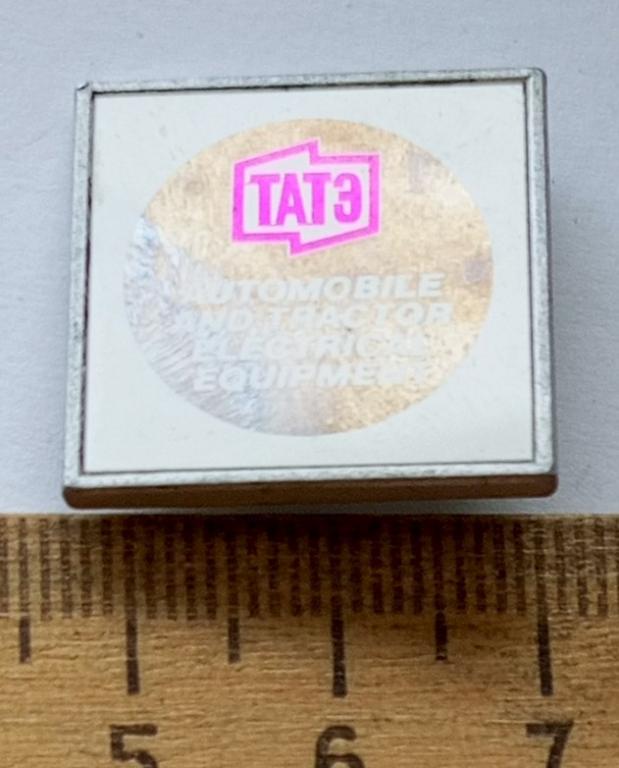 ТАТЭ
AUTOMOBILE
AND TRACTOR
ELECTRICAL
EQUIPMENT
5 6 7